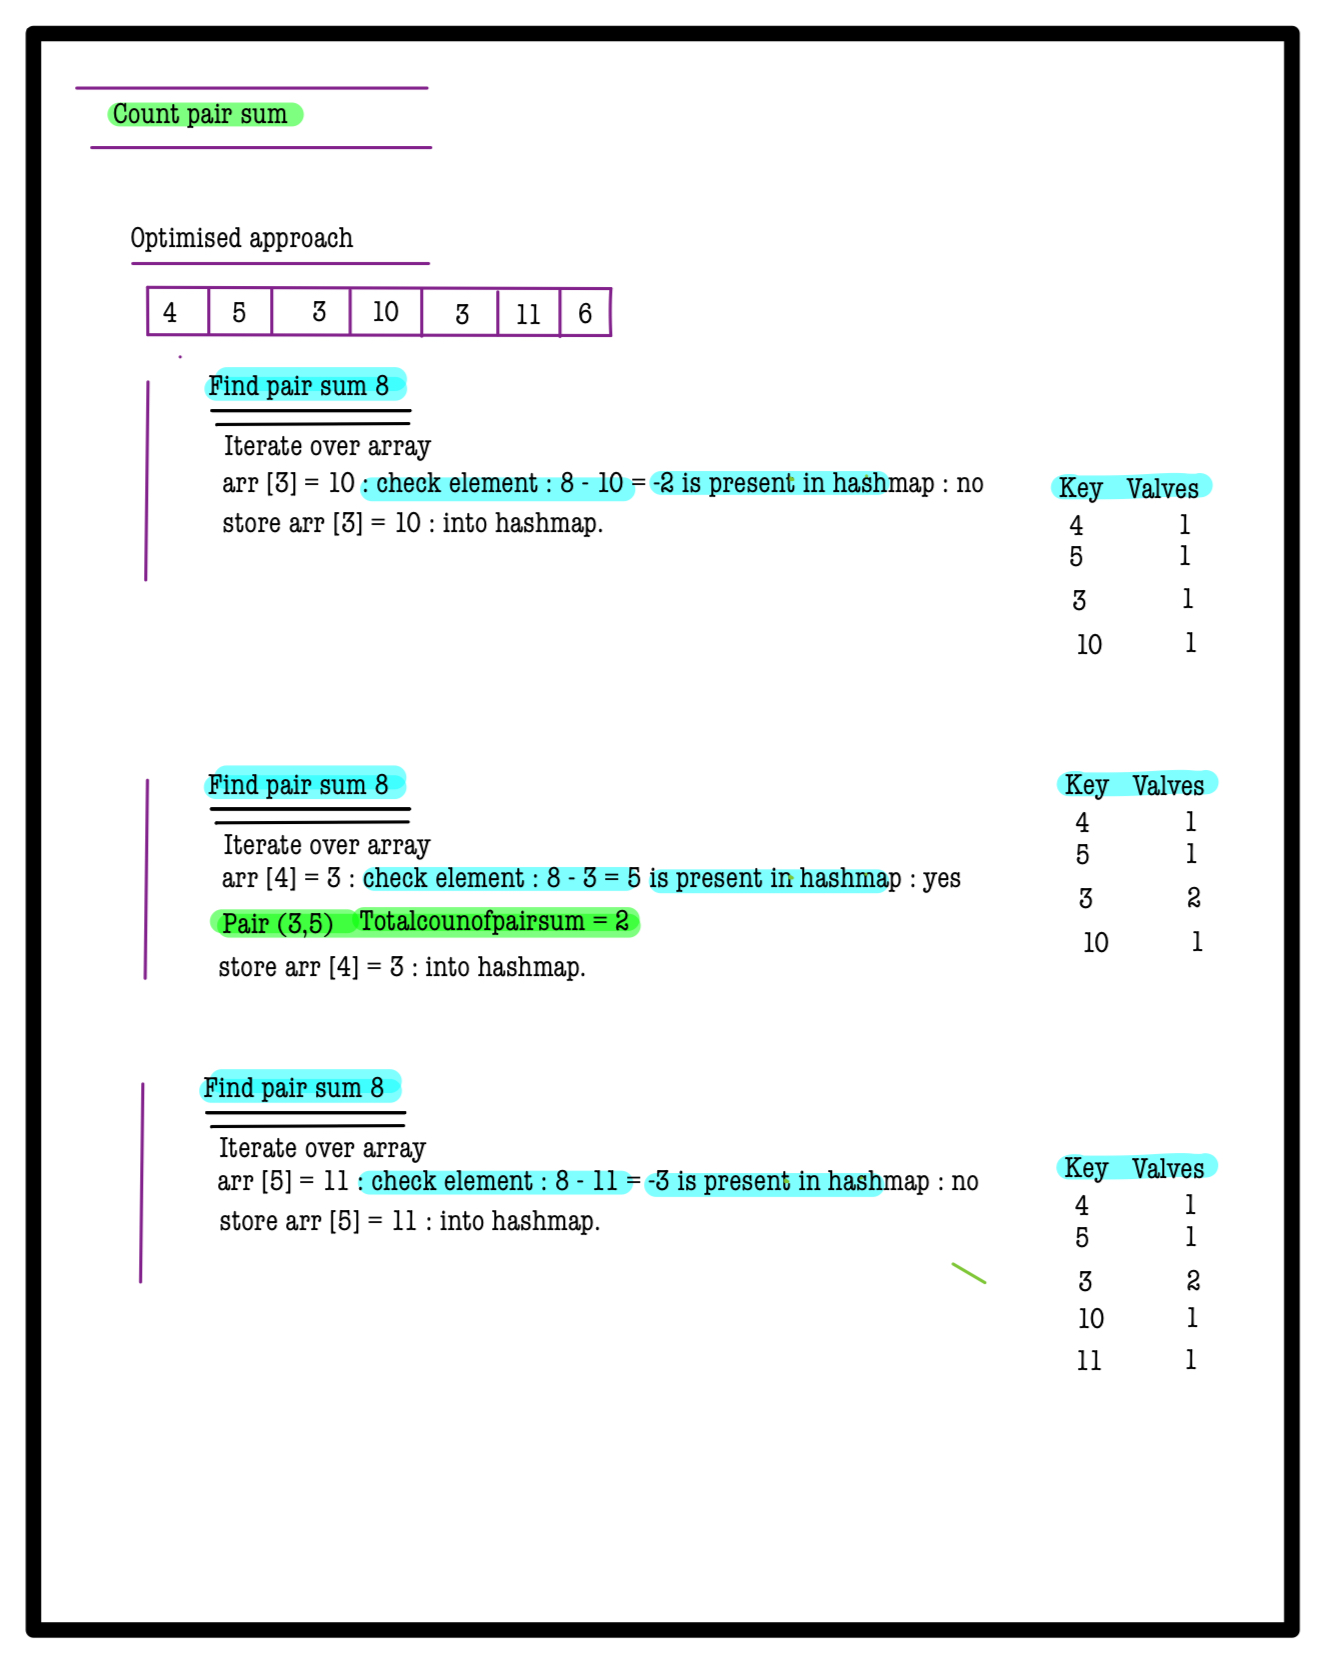 Count pair sum
Optimised approach
4 5 3 10 3 11 6
Find pair sum 8
Iterate over array
arr [3] = 10 : check element : 8 - 10 = -2 is present in hashmap : no
store arr [3] = 10 : into hashmap.
Key Valves
4 1
5 1
3 1
10 1
Find pair sum 8
Iterate over array
arr [4] = 3 : check element : 8 - 3 = 5 is present in hashmap : yes
Pair (3,5) Totalcounofpairsum = 2
store arr [4] = 3 : into hashmap.
Key Valves
4 1
5 1
3 2
10 1
Find pair sum 8
Iterate over array
arr [5] = 11 : check element : 8 - 11 = -3 is present in hashmap : no
store arr [5] = 11 : into hashmap.
Key Valves
4 1
5 1
3 2
10 1
11 1